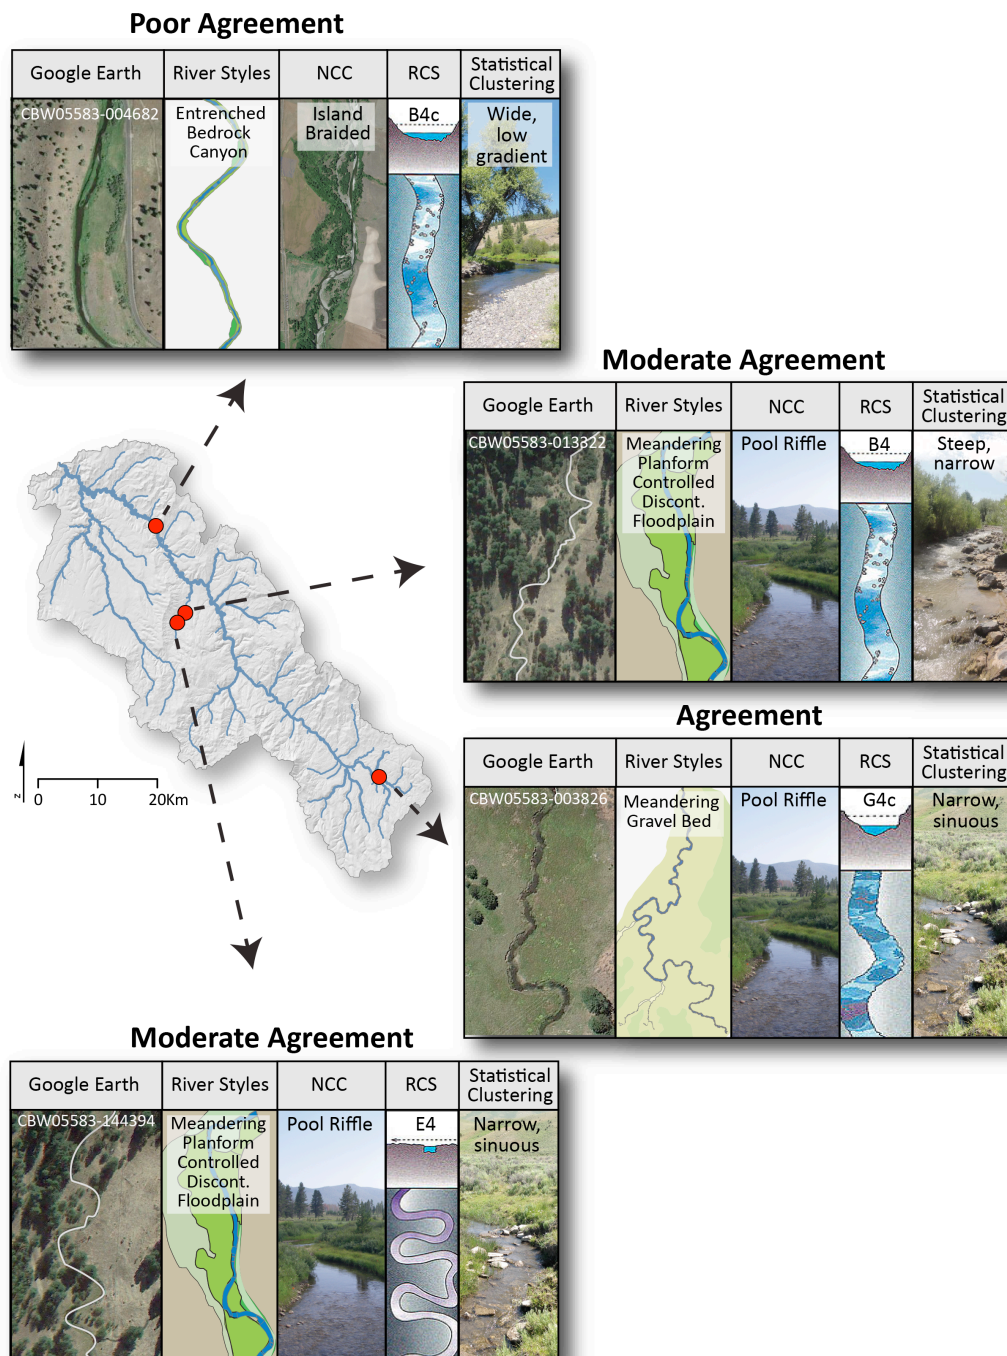 Poor Agreement
Google Earth
River Styles
NCC
RCS
Statistical
Clustering
CBW05583-004682
Entrenched
Bedrock
Canyon
Island
Braided
B4c
Wide,
low
gradient
Moderate Agreement
Google Earth
River Styles
NCC
RCS
Statistical
Clustering
CBW05583-013322
Meandering
Planform
Controlled
Discont.
Floodplain
Pool Riffle
B4
Steep,
narrow
Agreement
Google Earth
River Styles
NCC
RCS
Statistical
Clustering
CBW05583-003826
Meandering
Gravel Bed
Pool Riffle
G4c
Narrow,
sinuous
z
0 10 20Km
Moderate Agreement
Google Earth
River Styles
NCC
RCS
Statistical
Clustering
CBW05583-144394
Meandering
Planform
Controlled
Discont.
Floodplain
Pool Riffle
E4
Narrow,
sinuous